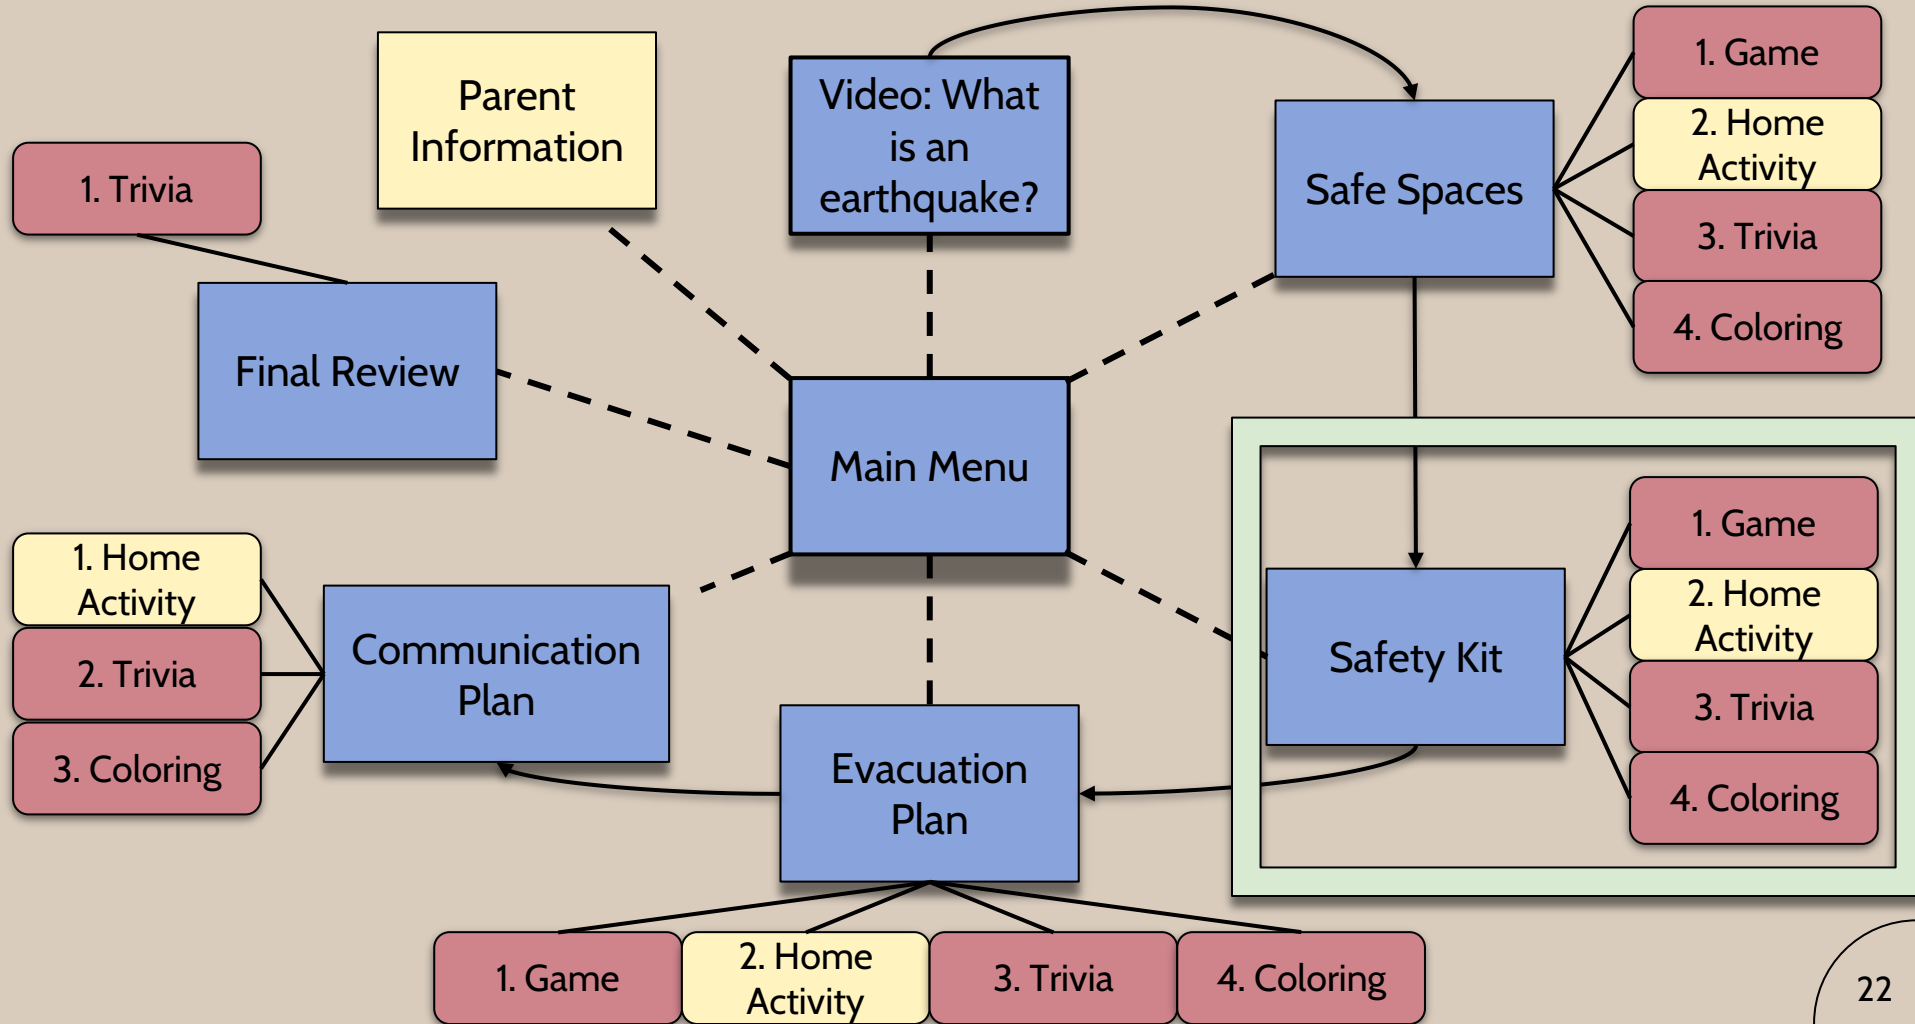 Parent
Information
Video: What
is an
earthquake?
Safe Spaces
1. Game
2. Home
Activity
3. Trivia
4. Coloring
1. Trivia
Final Review
Main Menu
Safety Kit
1. Game
2. Home
Activity
3. Trivia
4. Coloring
1. Home
Activity
2. Trivia
3. Coloring
Communication
Plan
Evacuation
Plan
1. Game
2. Home
Activity
3. Trivia
4. Coloring
22